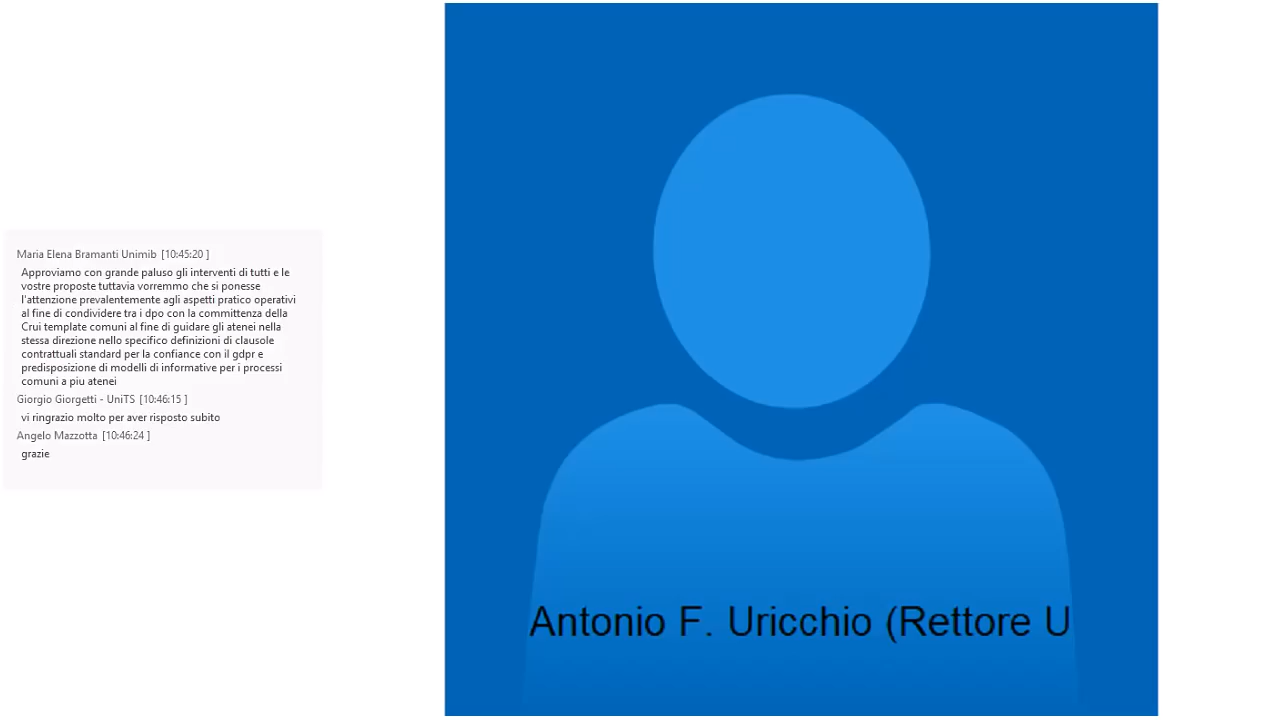 Maria Elena Bramanti Unimib [10:45:20 ]
Approviamo con grande paluso gli interventi di tutti e le
vostre proposte tuttavia vorremmo che si ponesse
l'attenzione prevalentemente agli aspetti pratico operativi
al fine di condividere tra i dpo con la committenza della
Crui template comuni al fine di guidare gli atenei nella
stessa direzione nello specifico definizioni di clausole
contrattuali standard per la confiance con il gdpr e
predisposizione di modelli di informative per i processi
comuni a piu atenei
Giorgio Giorgetti - UniTS [10:46:15 ]
vi ringrazio molto per aver risposto subito
Angelo Mazzotta [10:46:24 ]
grazie
Antonio F. Uricchio (Rettore U